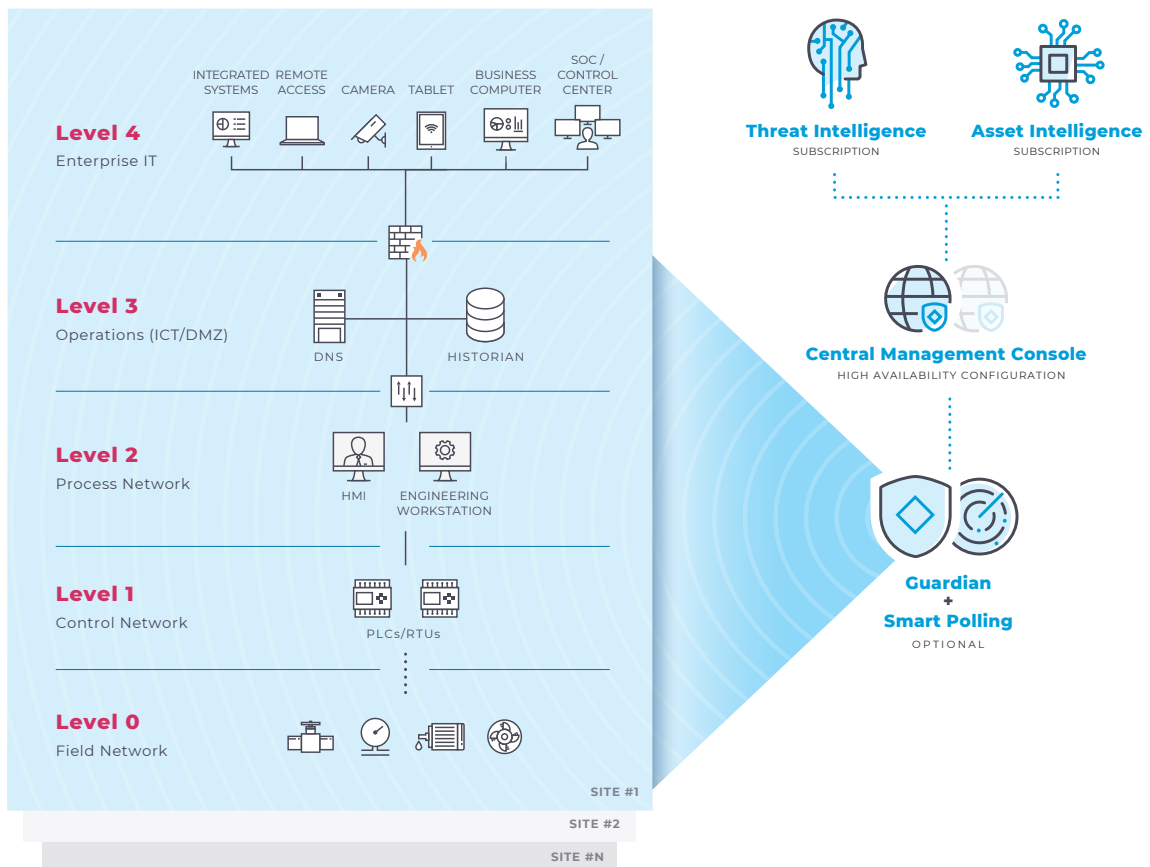 INTEGRATED
SYSTEMS
REMOTE
ACCESS
CAMERA
TABLET
BUSINESS
COMPUTER
SOC /
CONTROL
CENTER
Level 4
Enterprise IT
Level 3
Operations (ICT/DMZ)
DNS
HISTORIAN
Level 2
Process Network
HMI
ENGINEERING
WORKSTATION
Level 1
Control Network
PLCs/RTUs
Level 0
Field Network
SITE #1
SITE #2
SITE #N
Threat Intelligence
SUBSCRIPTION
Asset Intelligence
SUBSCRIPTION
Central Management Console
HIGH AVAILABILITY CONFIGURATION
Guardian
+
Smart Polling
OPTIONAL